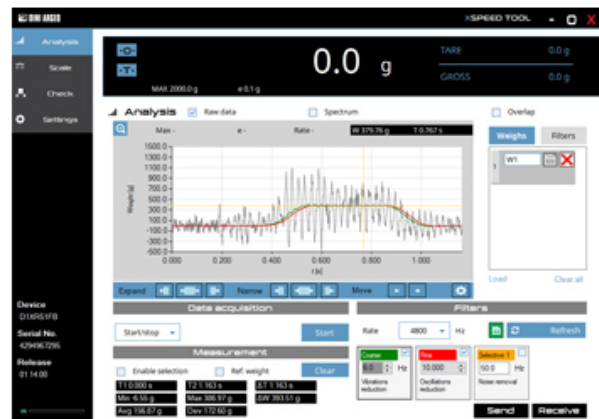 DINI ARGEO
XSPEED TOOL
Analysis
Scale
Check
Settings
-O-
-T-
0.0 g
MAX 2000.0 g e 0.1 g
TARE 0.0 g
GROSS 0.0 g
Analysis Raw data Spectrum Overlap
Max - e - Rate - W 379.76 g T 0.767 s
Weighs Filters
1 W1
Weight [g]
1500.0
1300.0
1100.0
900.0
700.0
500.0
300.0
100.0
-100.0
-300.0
-500.0
0.000 0.200 0.400 0.600 0.800 1.000
t [s]
Expand Narrow Move
Load Clear all
Data acquisition
Start/stop Start
Measurement
Enable selection Ref. weight Clear
T1 0.000 s T2 1.163 s ΔT 1.163 s
Min -6.55 g Max 386.97 g ΔW 393.51 g
Avg 156.87 g Dev 172.60 g
Filters
Rate 4800 Hz Refresh
Coarse Fine Selective 1
6.0 Hz 10.000 Hz 50.0 Hz
Vibrations reduction
Oscillations reduction
Noise removal
Device
Serial No.
4294967295
Release
01.14.00
Send Receive